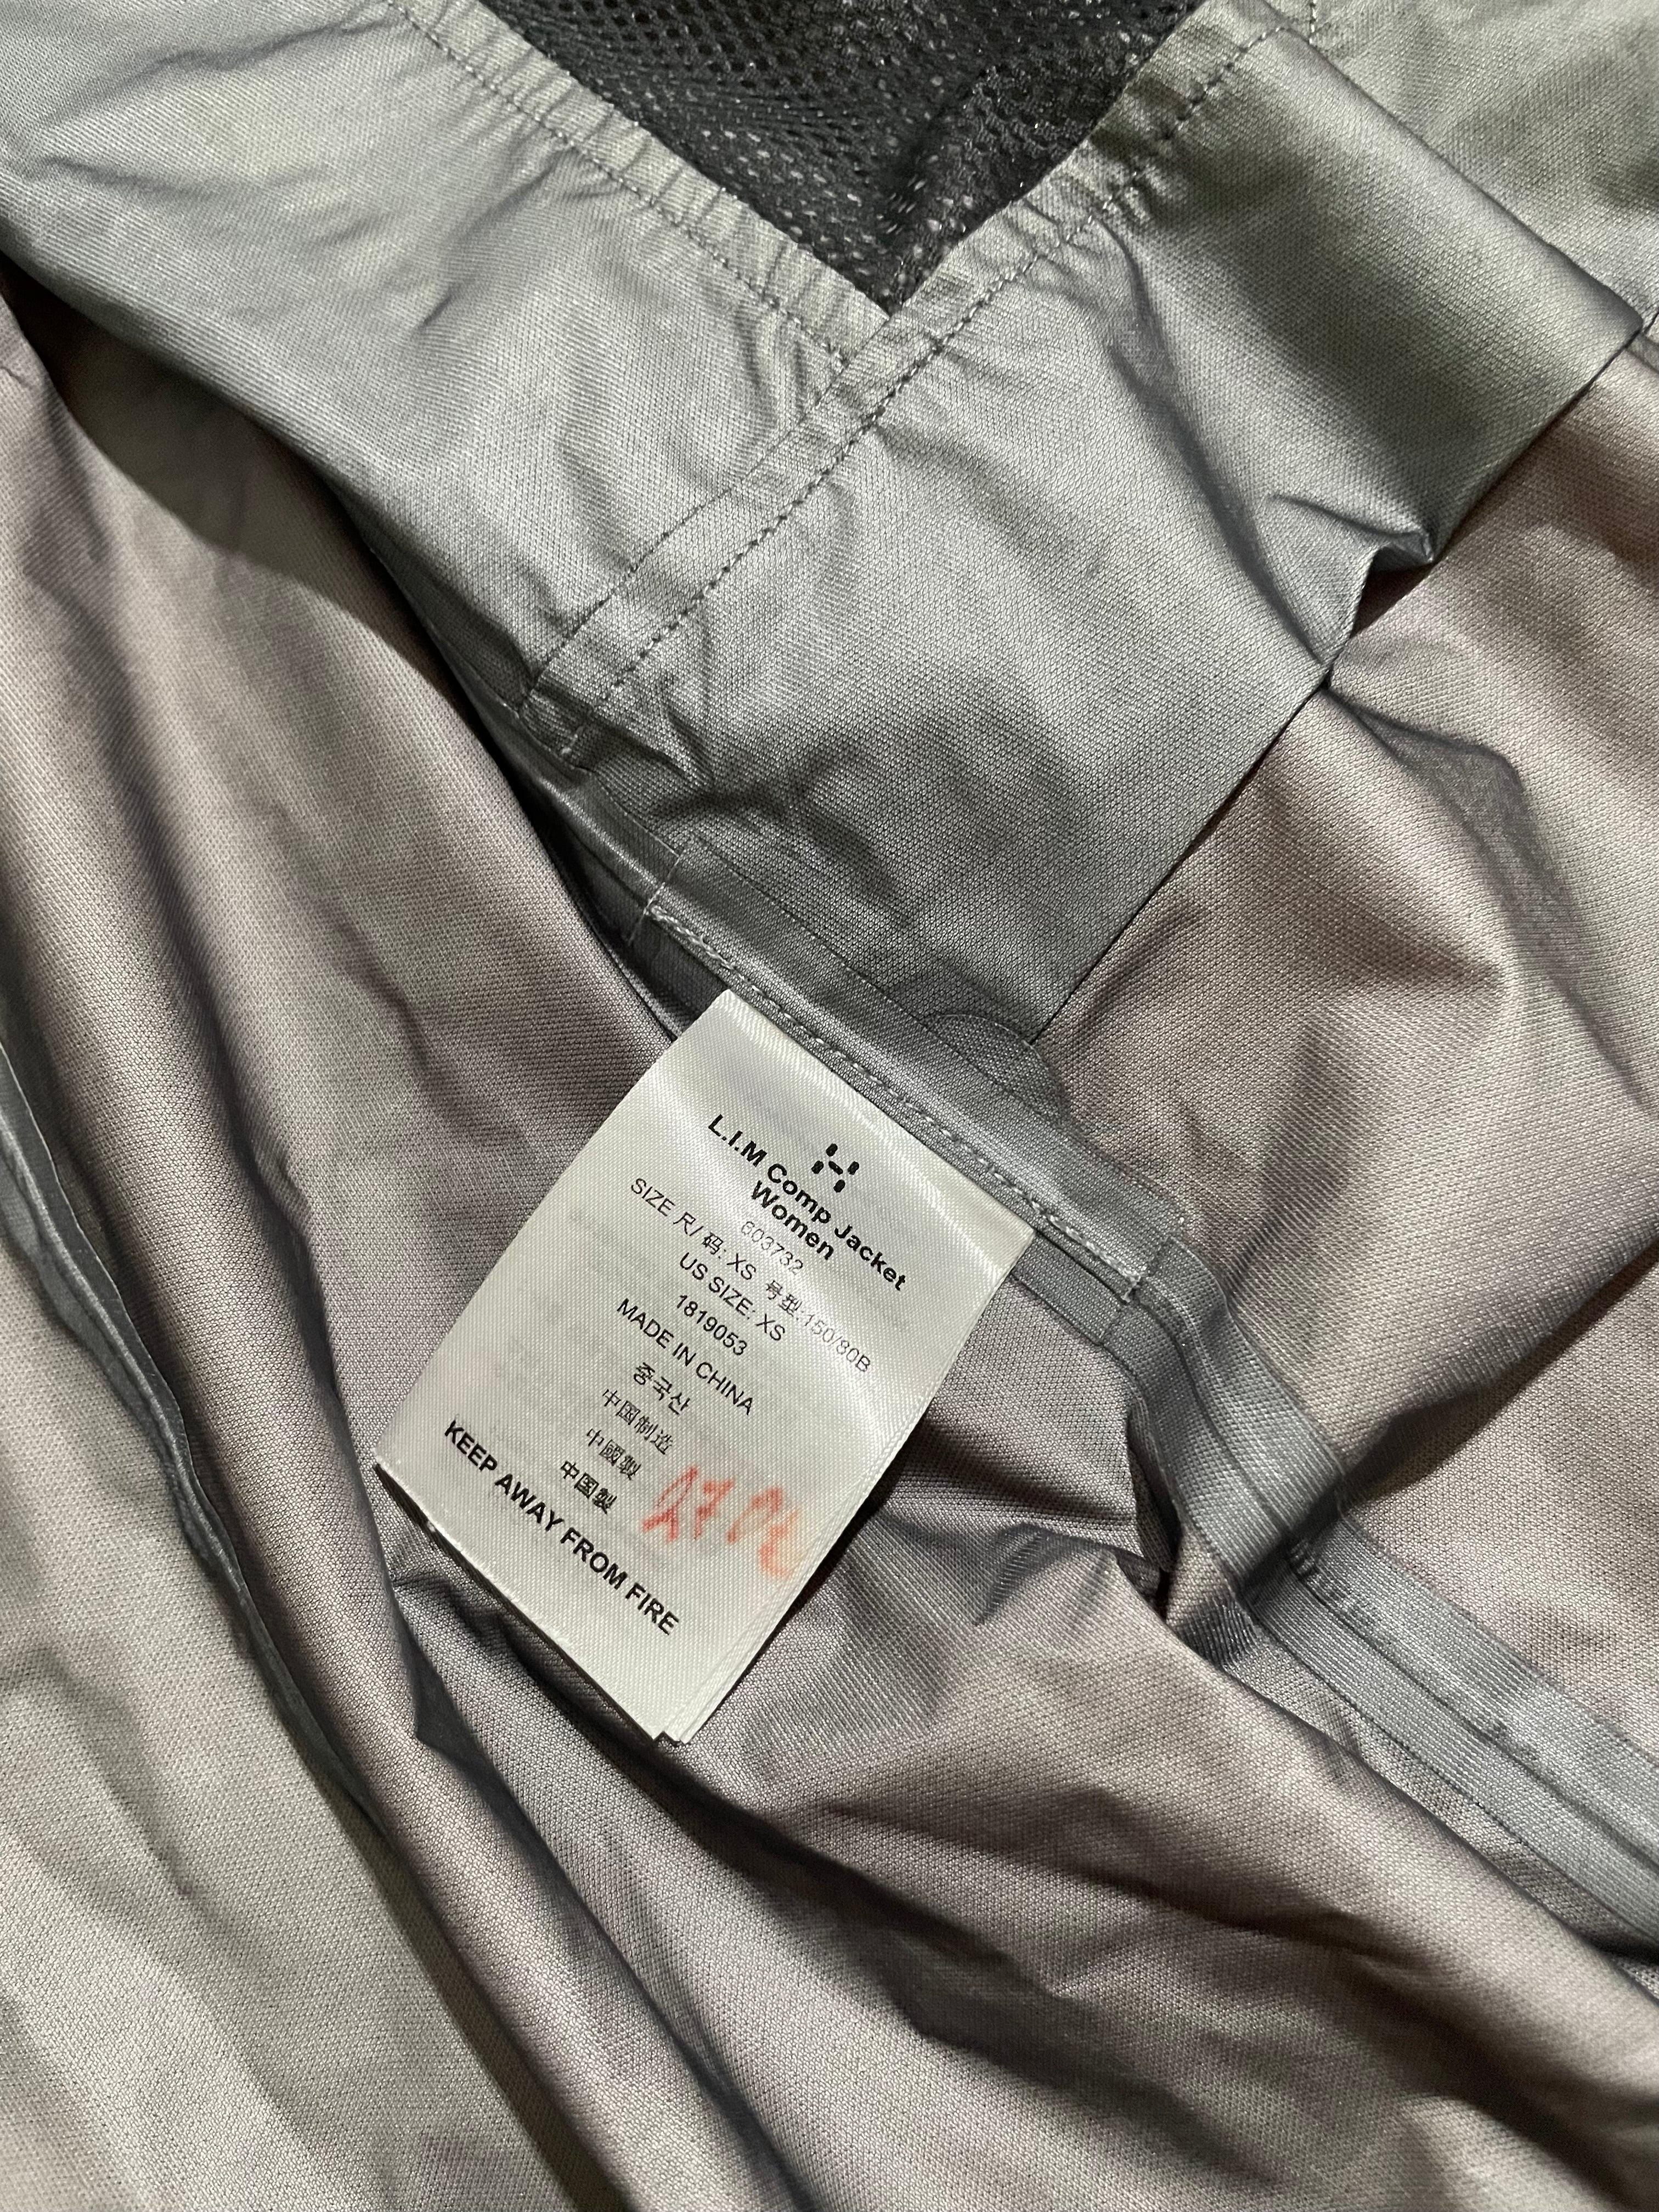 L.I.M Comp Jacket
Women
603732
SIZE 尺/码: XS 号型:150/80B
US SIZE: XS
1819053
MADE IN CHINA
중국산
中国制造
中國製
中国製
KEEP AWAY FROM FIRE